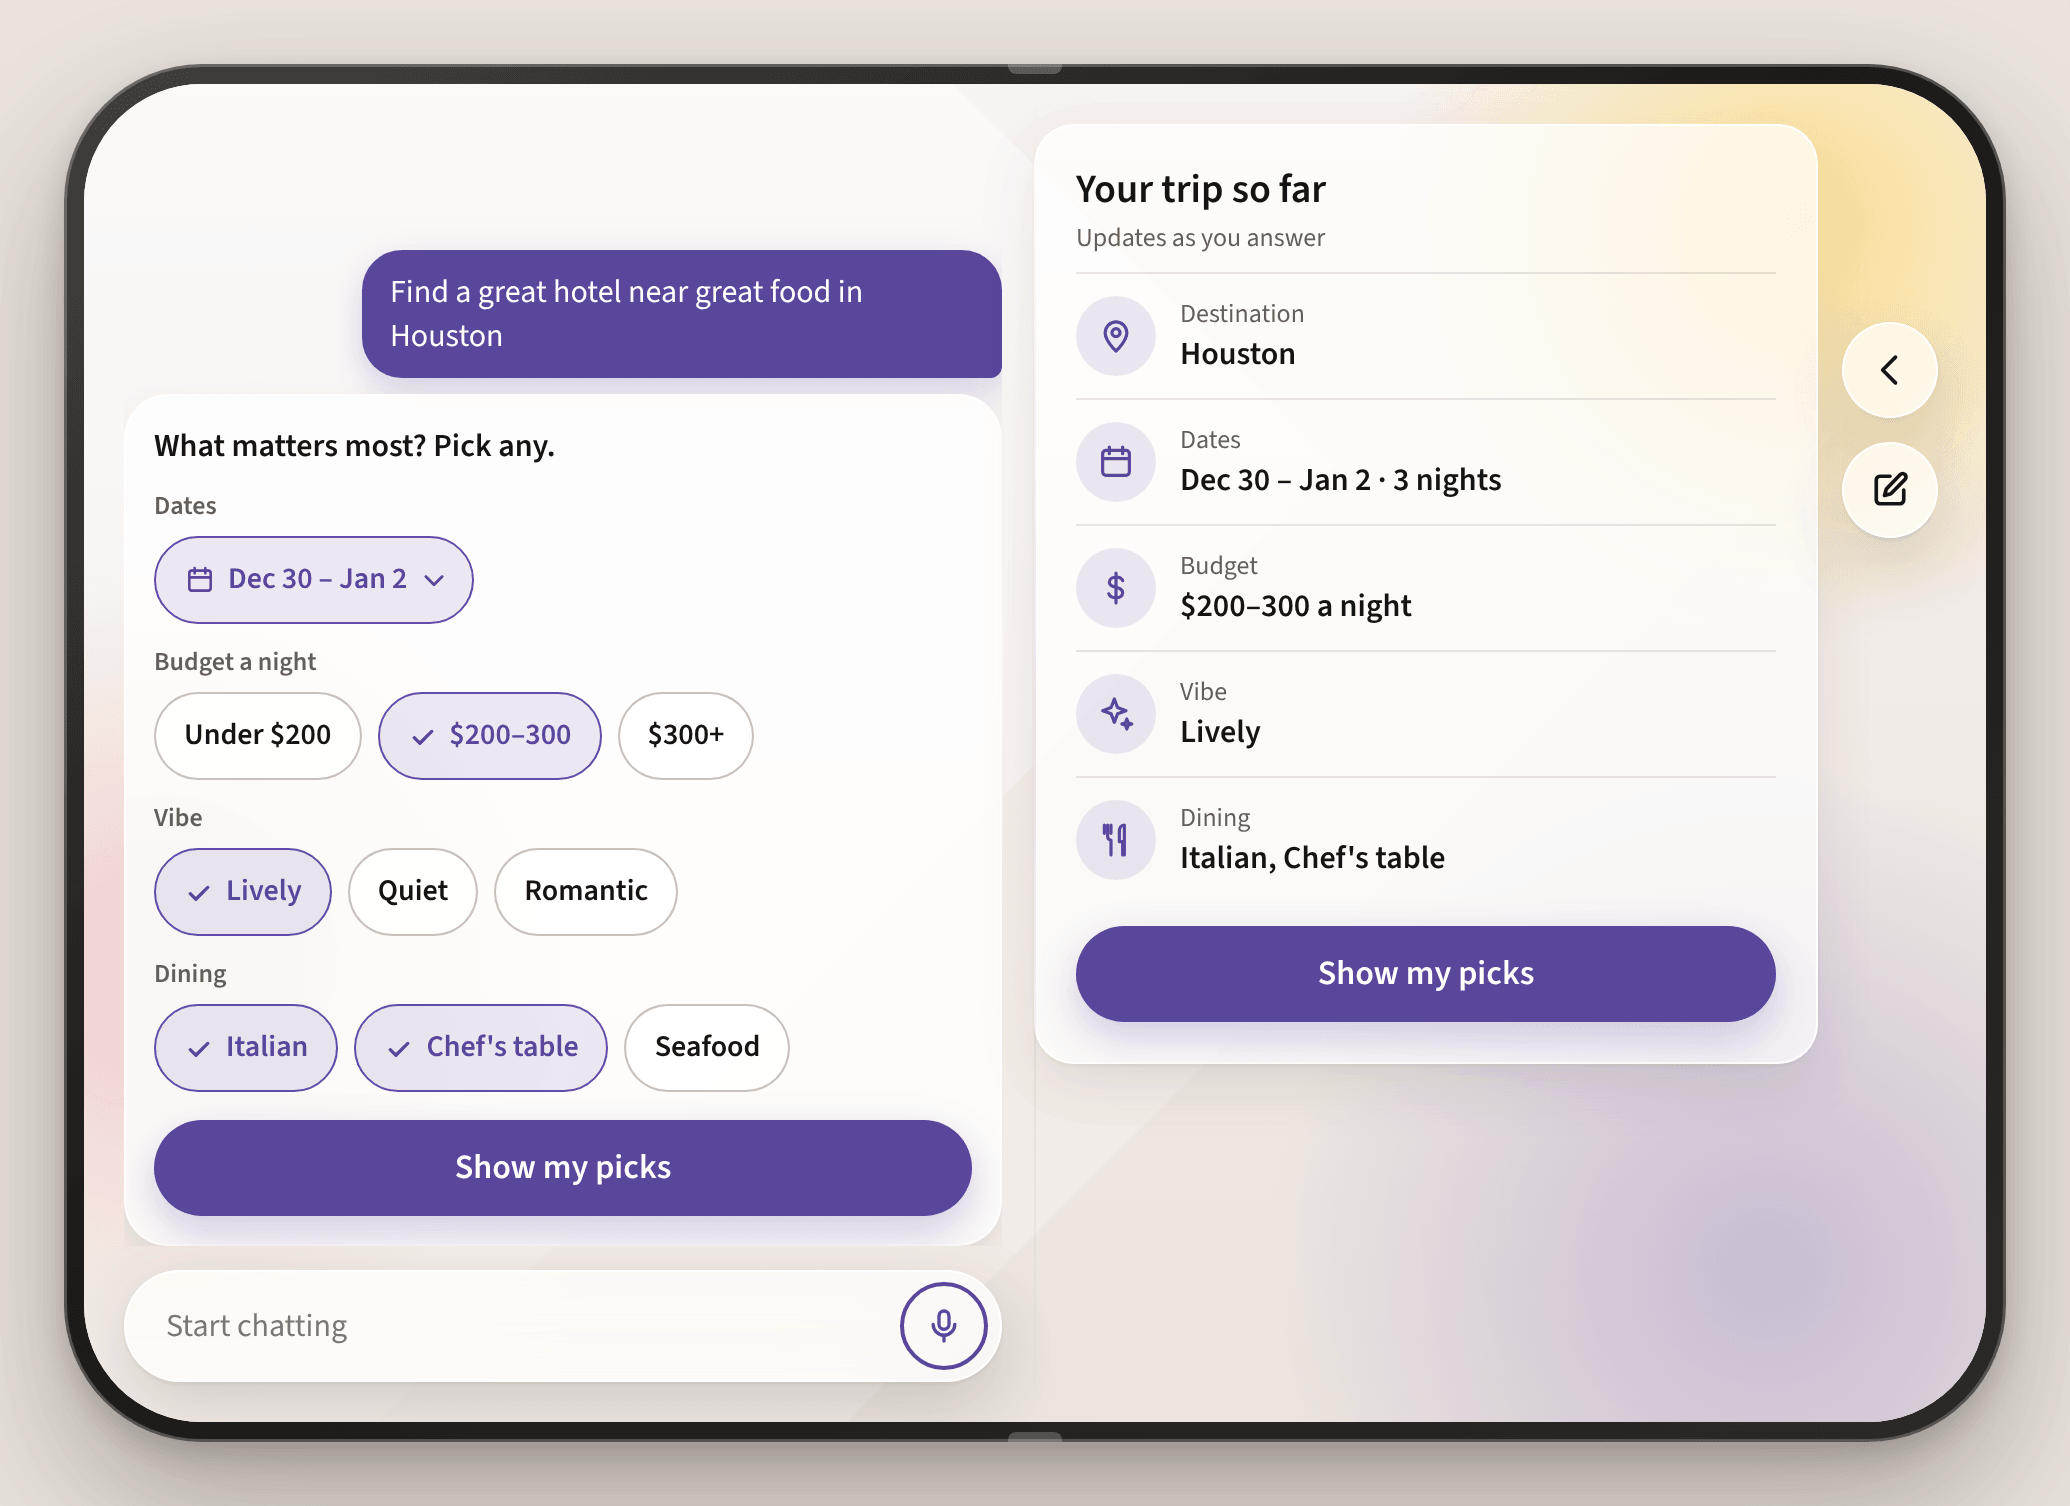 Find a great hotel near great food in
Houston
What matters most? Pick any.
Dates
Dec 30 – Jan 2
Budget a night
Under $200
$200–300
$300+
Vibe
Lively
Quiet
Romantic
Dining
Italian
Chef's table
Seafood
Show my picks
Start chatting
Your trip so far
Updates as you answer
Destination
Houston
Dates
Dec 30 – Jan 2 · 3 nights
Budget
$200–300 a night
Vibe
Lively
Dining
Italian, Chef's table
Show my picks